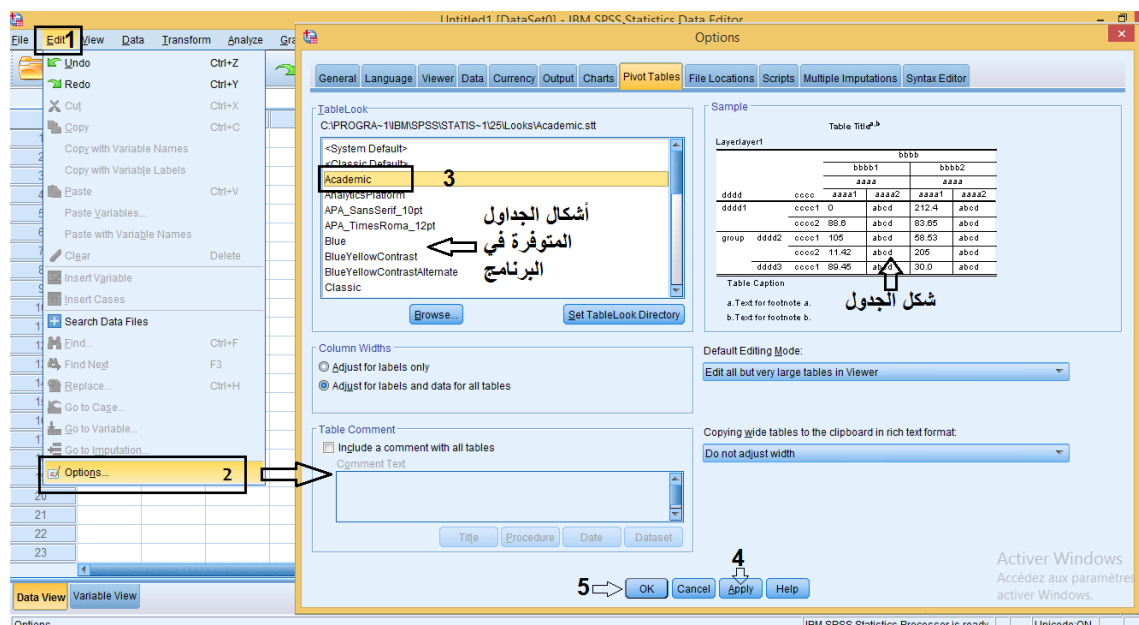 Untitled1 [DataSet0] - IBM SPSS Statistics Data Editor
File Edit 1 View Data Transform Analyze
Undo Ctrl+Z
Redo Ctrl+Y
Cut Ctrl+X
Copy Ctrl+C
Copy with Variable Names
Copy with Variable Labels
Paste Ctrl+V
Paste Variables...
Paste with Variable Names
Clear Delete
Insert Variable
Insert Cases
Search Data Files
Find... Ctrl+F
Find Next F3
Replace... Ctrl+H
Go to Case...
Go to Variable...
Go to Imputation...
Options... 2
20
21
22
23
Data View Variable View
Options
General Language Viewer Data Currency Output Charts Pivot Tables File Locations Scripts Multiple Imputations Syntax Editor
TableLook
C:\PROGRA~1\IBM\SPSS\STATIS~1\25\Looks\Academic.stt
<System Default>
<Classic Default>
Academic 3
AnalyticsPlatform
APA_SansSerif_10pt
APA_TimesRoma_12pt
Blue
BlueYellowContrast
BlueYellowContrastAlternate
Classic
أشكال الجداول
المتوفرة في
البرنامج
Browse... Set TableLook Directory
Column Widths
Adjust for labels only
Adjust for labels and data for all tables
Table Comment
Include a comment with all tables
Comment Text
Title Procedure Date Dataset
Sample
Table Title a,b
Layerlayer1
bbbb
bbbb1 bbbb2
aaaa aaaa
dddd cccc aaaa1 aaaa2 aaaa1 aaaa2
dddd1 cccc1 0 abcd 212.4 abcd
cccc2 88.6 abcd 83.65 abcd
group dddd2 cccc1 105 abcd 58.53 abcd
cccc2 11.42 abcd 205 abcd
dddd3 cccc1 89.45 abcd 30.0 abcd
Table Caption
a. Text for footnote a.
b. Text for footnote b.
شكل الجدول
Default Editing Mode:
Edit all but very large tables in Viewer
Copying wide tables to the clipboard in rich text format:
Do not adjust width
4
5 OK Cancel Apply Help
Activer Windows
Accédez aux paramètres
activer Windows.
Options...
IBM SPSS Statistics Processor is ready Unicode:ON